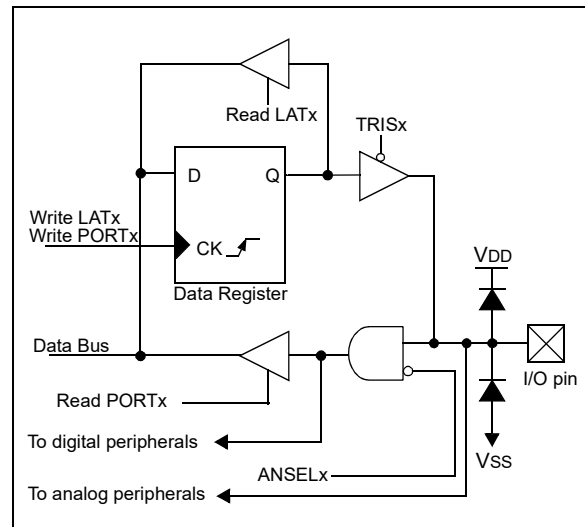 Read LATx
TRISx
D Q
Write LATx
Write PORTx
CK
Data Register
VDD
Data Bus
I/O pin
Read PORTx
To digital peripherals
VSS
ANSELx
To analog peripherals